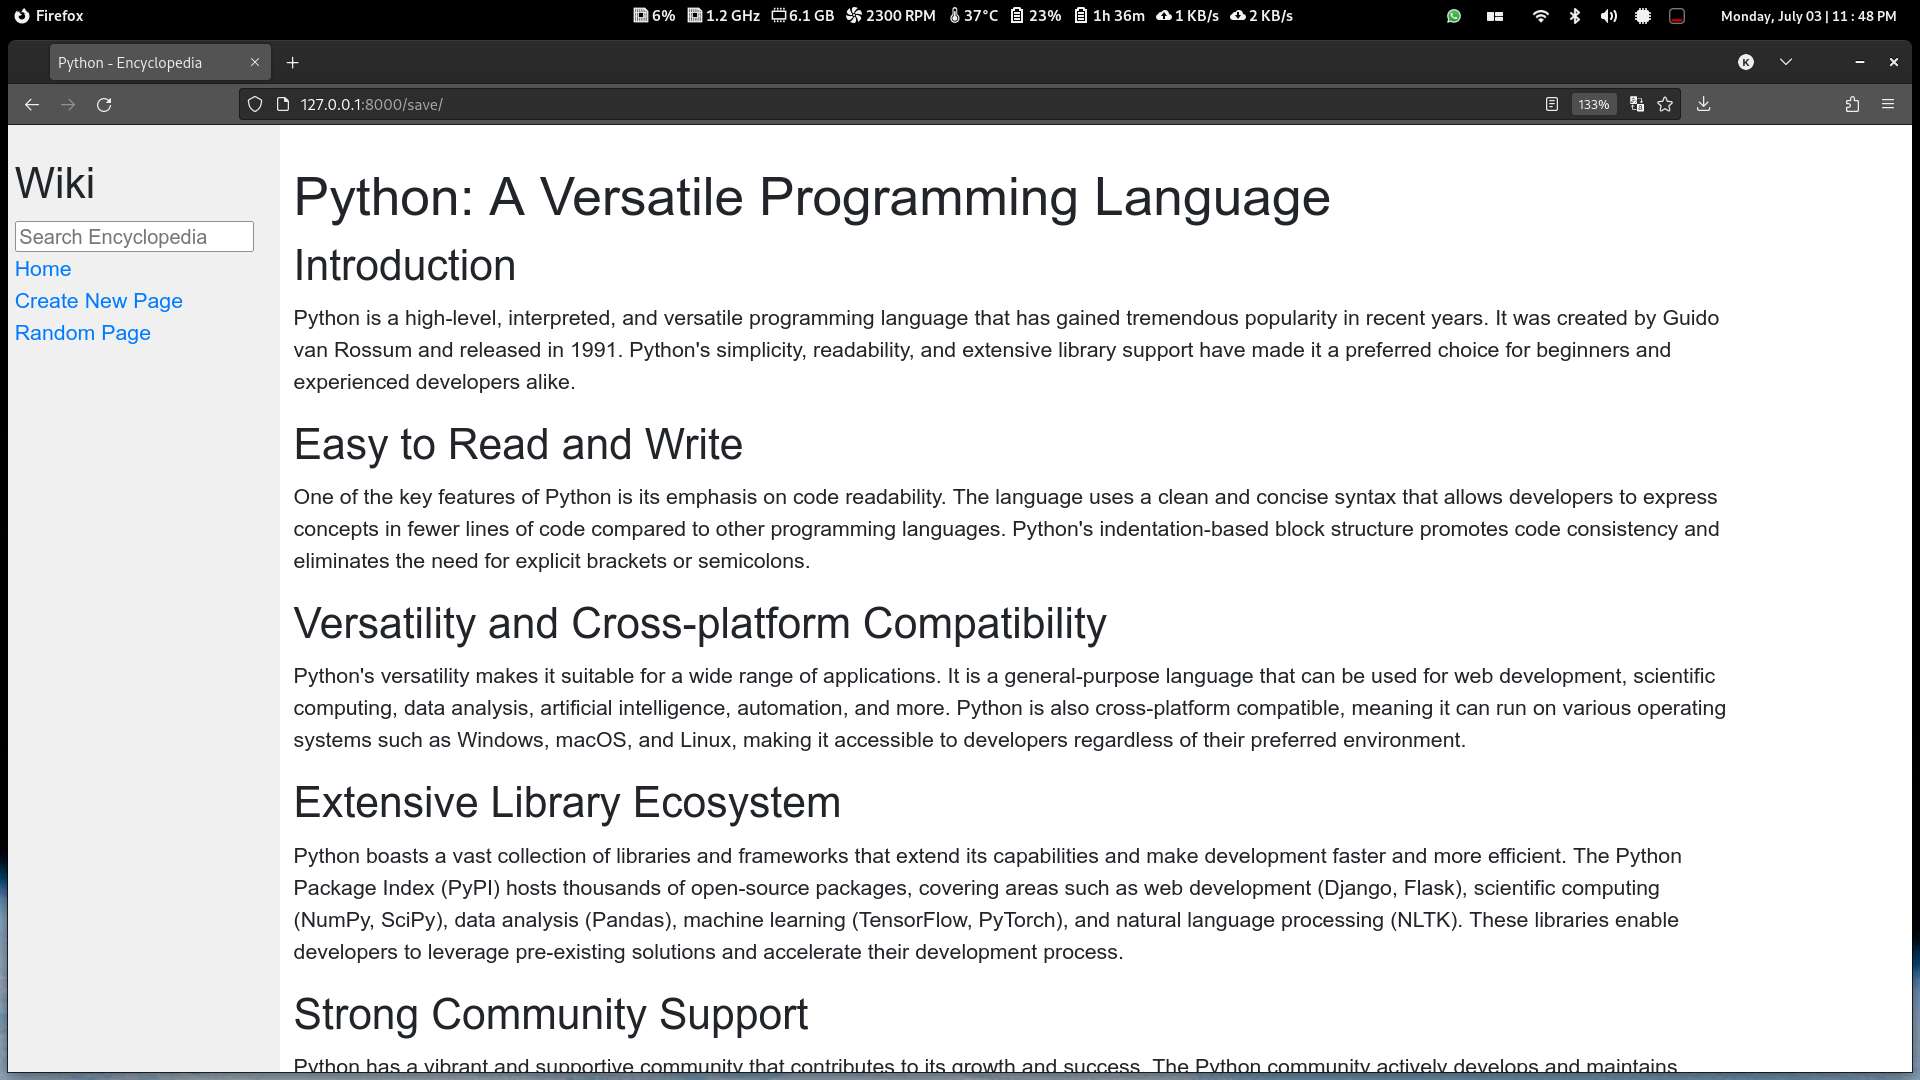 Firefox
6% 1.2 GHz 6.1 GB 2300 RPM 37°C 23% 1h 36m 1 KB/s 2 KB/s
Monday, July 03 | 11 : 48 PM
Python - Encyclopedia
K
127.0.0.1:8000/save/
133%
Wiki
Search Encyclopedia
Home
Create New Page
Random Page
Python: A Versatile Programming Language
Introduction
Python is a high-level, interpreted, and versatile programming language that has gained tremendous popularity in recent years. It was created by Guido
van Rossum and released in 1991. Python's simplicity, readability, and extensive library support have made it a preferred choice for beginners and
experienced developers alike.
Easy to Read and Write
One of the key features of Python is its emphasis on code readability. The language uses a clean and concise syntax that allows developers to express
concepts in fewer lines of code compared to other programming languages. Python's indentation-based block structure promotes code consistency and
eliminates the need for explicit brackets or semicolons.
Versatility and Cross-platform Compatibility
Python's versatility makes it suitable for a wide range of applications. It is a general-purpose language that can be used for web development, scientific
computing, data analysis, artificial intelligence, automation, and more. Python is also cross-platform compatible, meaning it can run on various operating
systems such as Windows, macOS, and Linux, making it accessible to developers regardless of their preferred environment.
Extensive Library Ecosystem
Python boasts a vast collection of libraries and frameworks that extend its capabilities and make development faster and more efficient. The Python
Package Index (PyPI) hosts thousands of open-source packages, covering areas such as web development (Django, Flask), scientific computing
(NumPy, SciPy), data analysis (Pandas), machine learning (TensorFlow, PyTorch), and natural language processing (NLTK). These libraries enable
developers to leverage pre-existing solutions and accelerate their development process.
Strong Community Support
Python has a vibrant and supportive community that contributes to its growth and success. The Python community actively develops and maintains